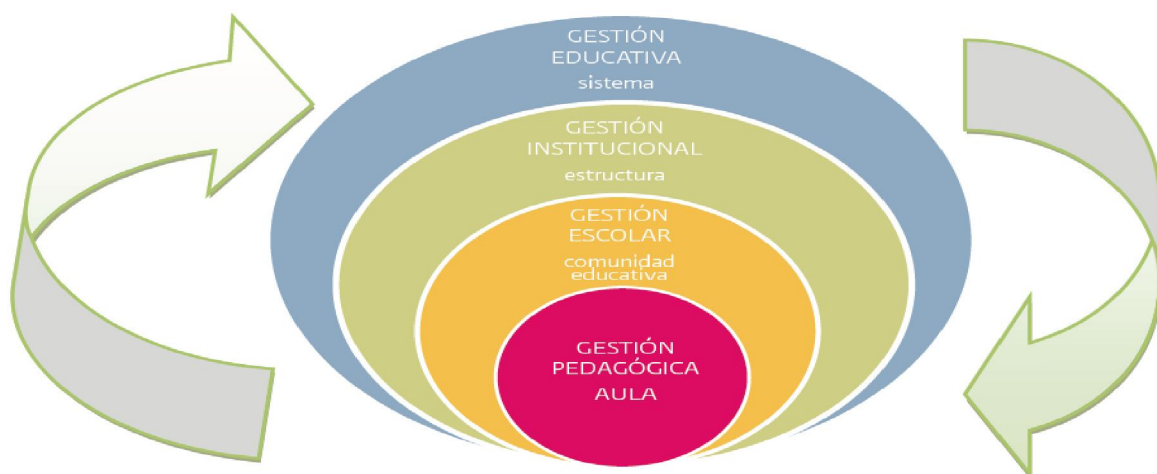 GESTIÓN
EDUCATIVA
sistema
GESTIÓN
INSTITUCIONAL
estructura
GESTIÓN
ESCOLAR
comunidad
educativa
GESTIÓN
PEDAGÓGICA
AULA